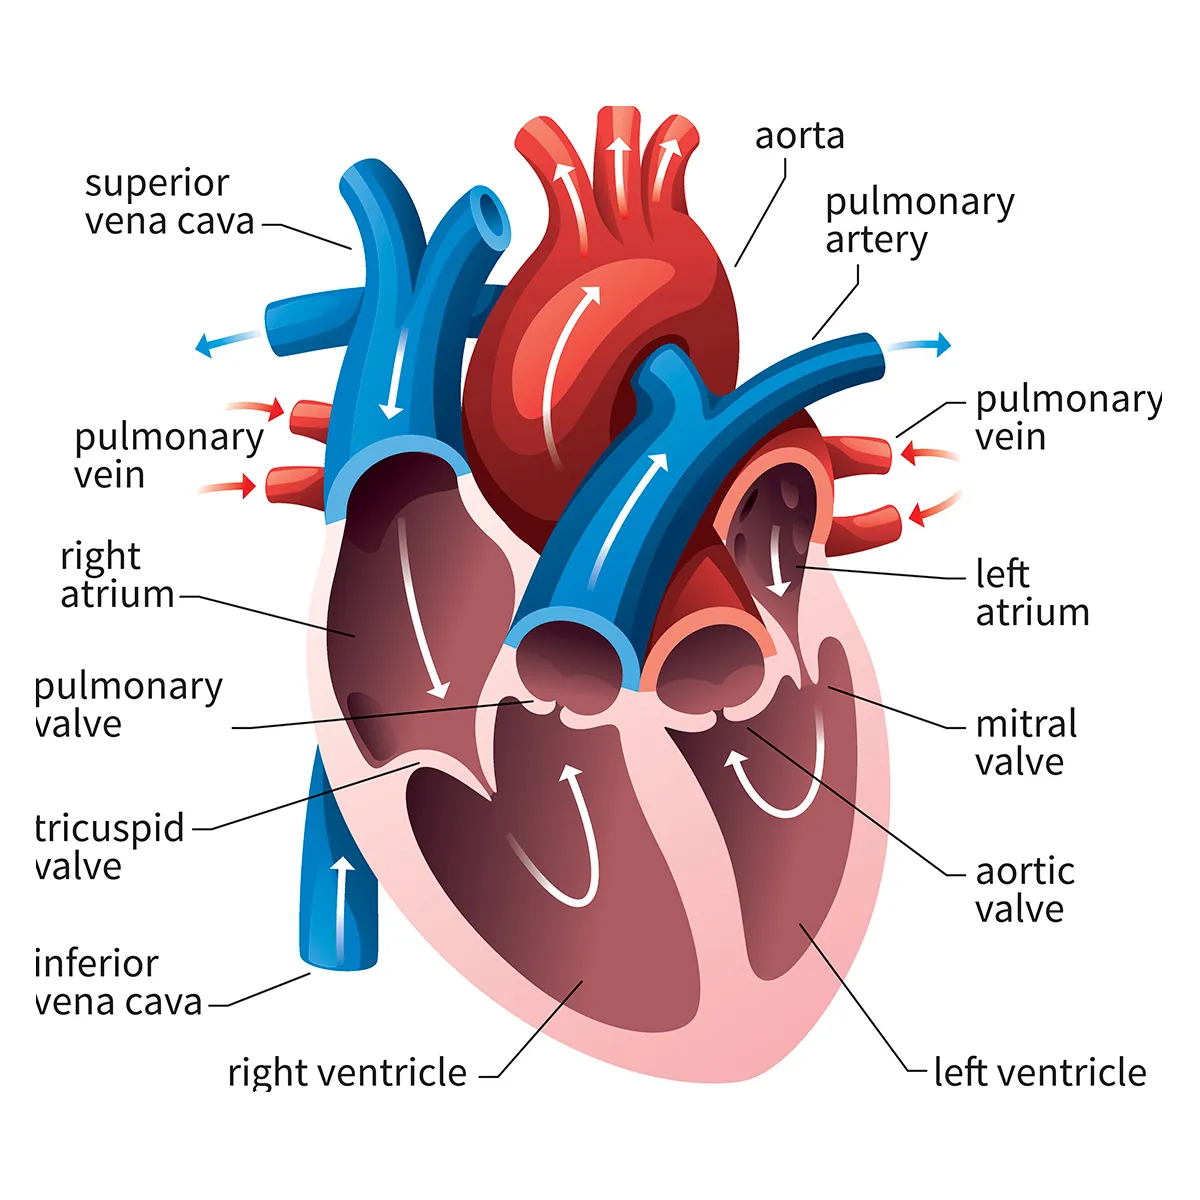 superior
vena cava
pulmonary
vein
right
atrium
pulmonary
valve
tricuspid
valve
inferior
vena cava
right ventricle
aorta
pulmonary
artery
pulmonary
vein
left
atrium
mitral
valve
aortic
valve
left ventricle